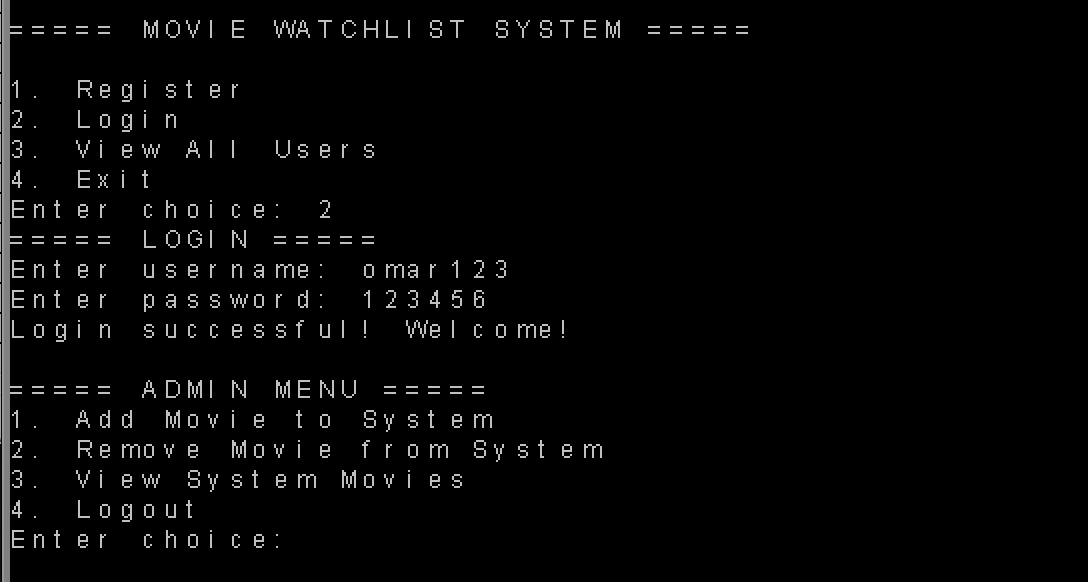 ===== MOVIE WATCHLIST SYSTEM =====
1. Register
2. Login
3. View All Users
4. Exit
Enter choice: 2
===== LOGIN =====
Enter username: omar123
Enter password: 123456
Login successful! Welcome!
===== ADMIN MENU =====
1. Add Movie to System
2. Remove Movie from System
3. View System Movies
4. Logout
Enter choice: